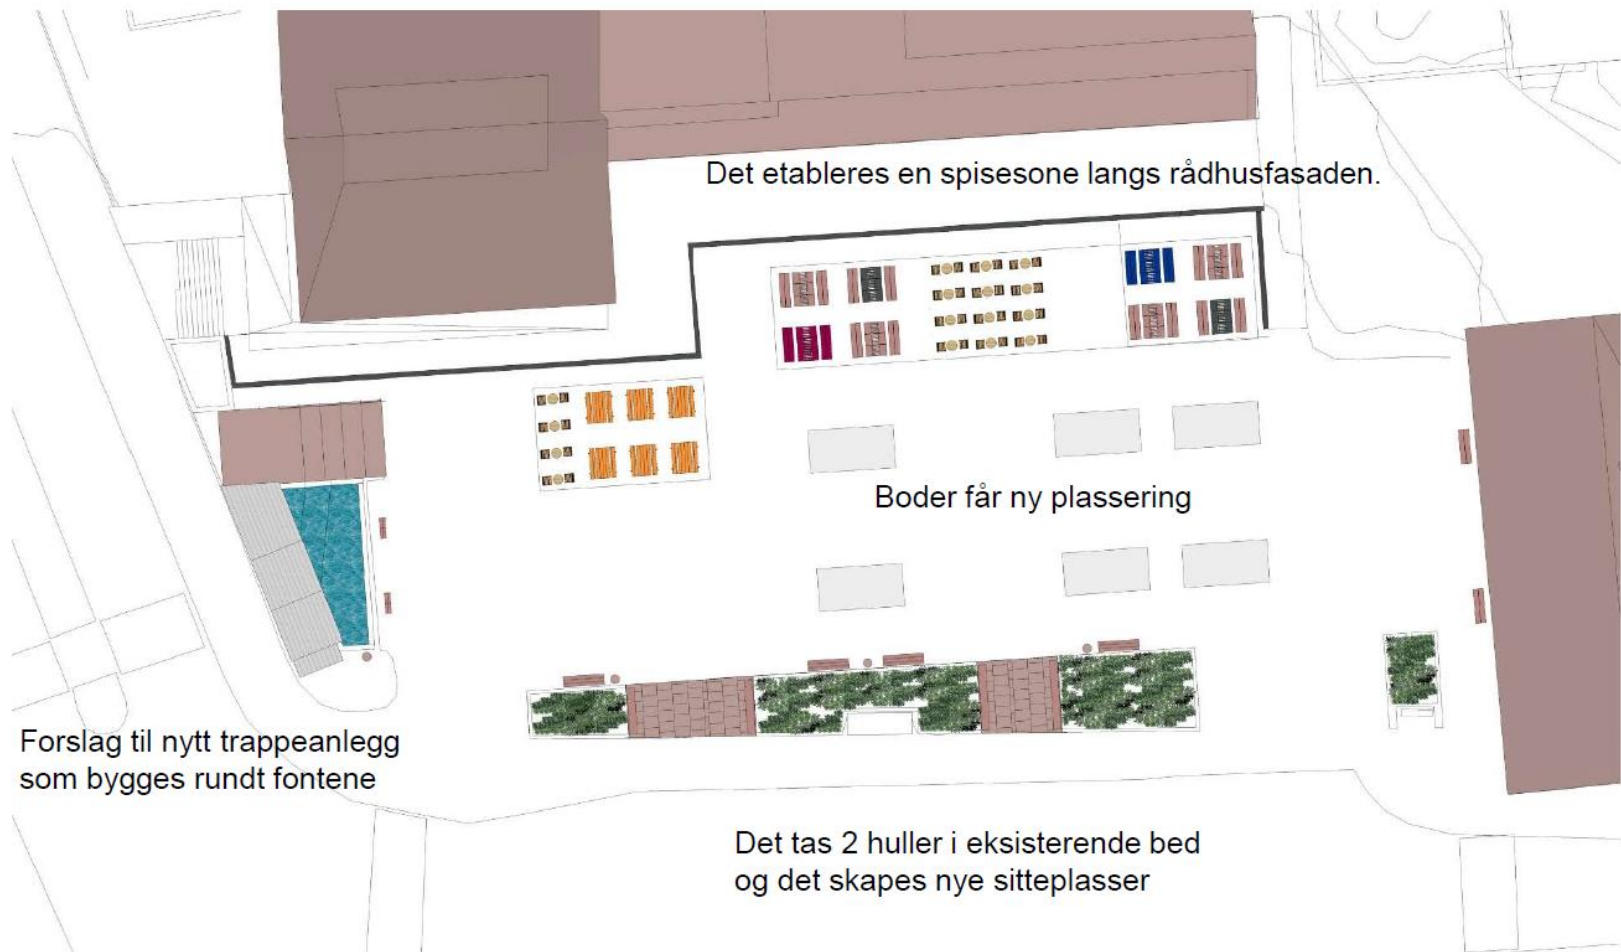 Det etableres en spisesone langs rådhusfasaden.
Boder får ny plassering
Forslag til nytt trappeanlegg
som bygges rundt fontene
Det tas 2 huller i eksisterende bed
og det skapes nye sitteplasser